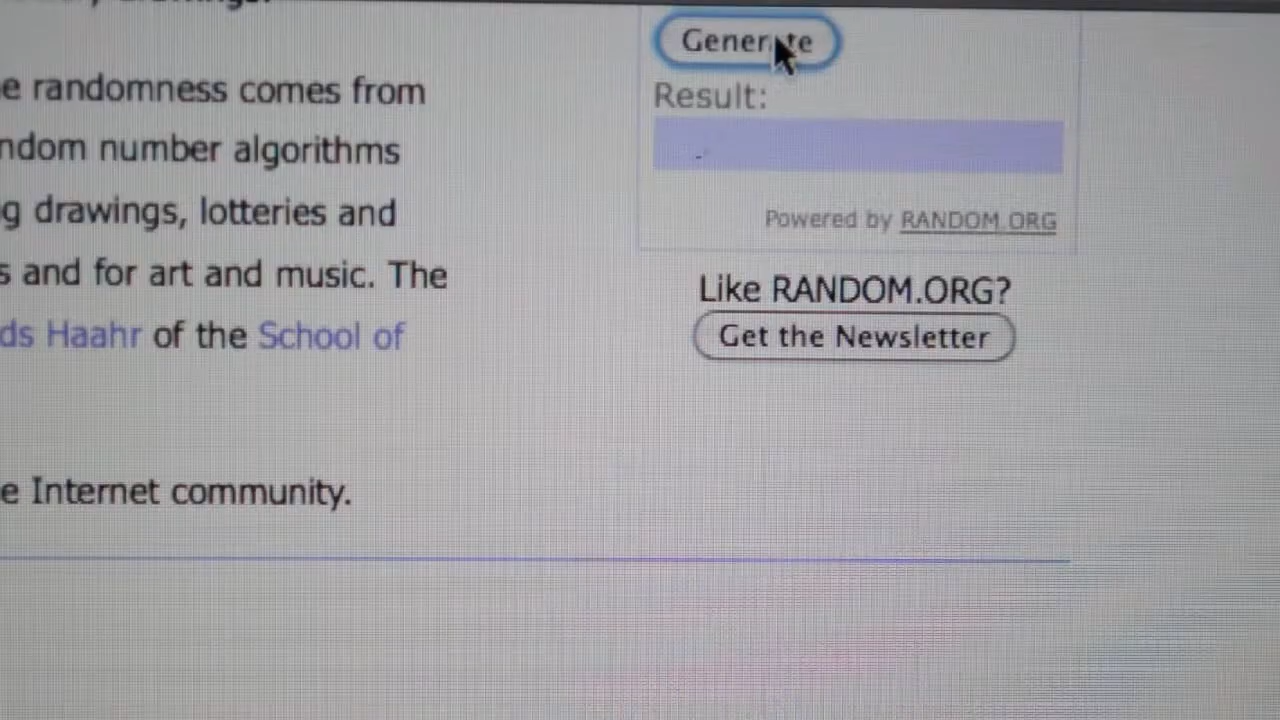 e randomness comes from
ndom number algorithms
g drawings, lotteries and
s and for art and music. The
ds Haahr of the School of
e Internet community.
Generate
Result:
Powered by RANDOM.ORG
Like RANDOM.ORG?
Get the Newsletter